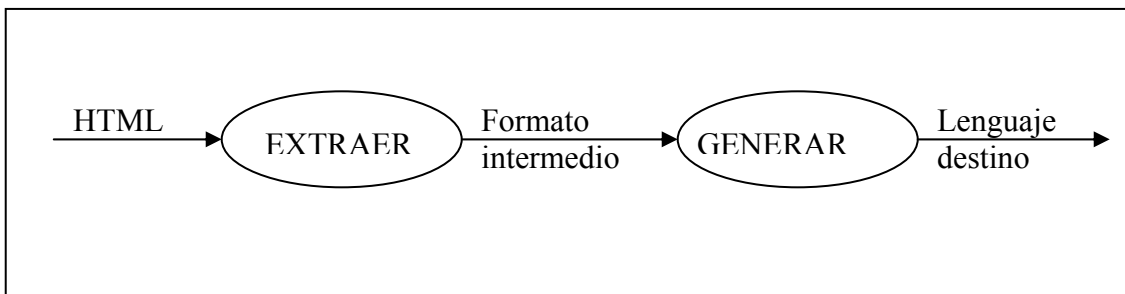 HTML
EXTRAER
Formato
intermedio
GENERAR
Lenguaje
destino